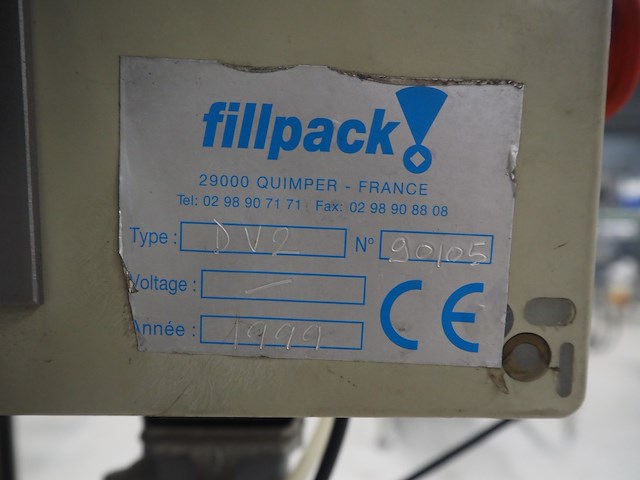 fillpack
29000 QUIMPER - FRANCE
Tel: 02 98 90 71 71 Fax: 02 98 90 88 08
Type : DV2 N° 90105
Voltage : —
Année : 1999
CE